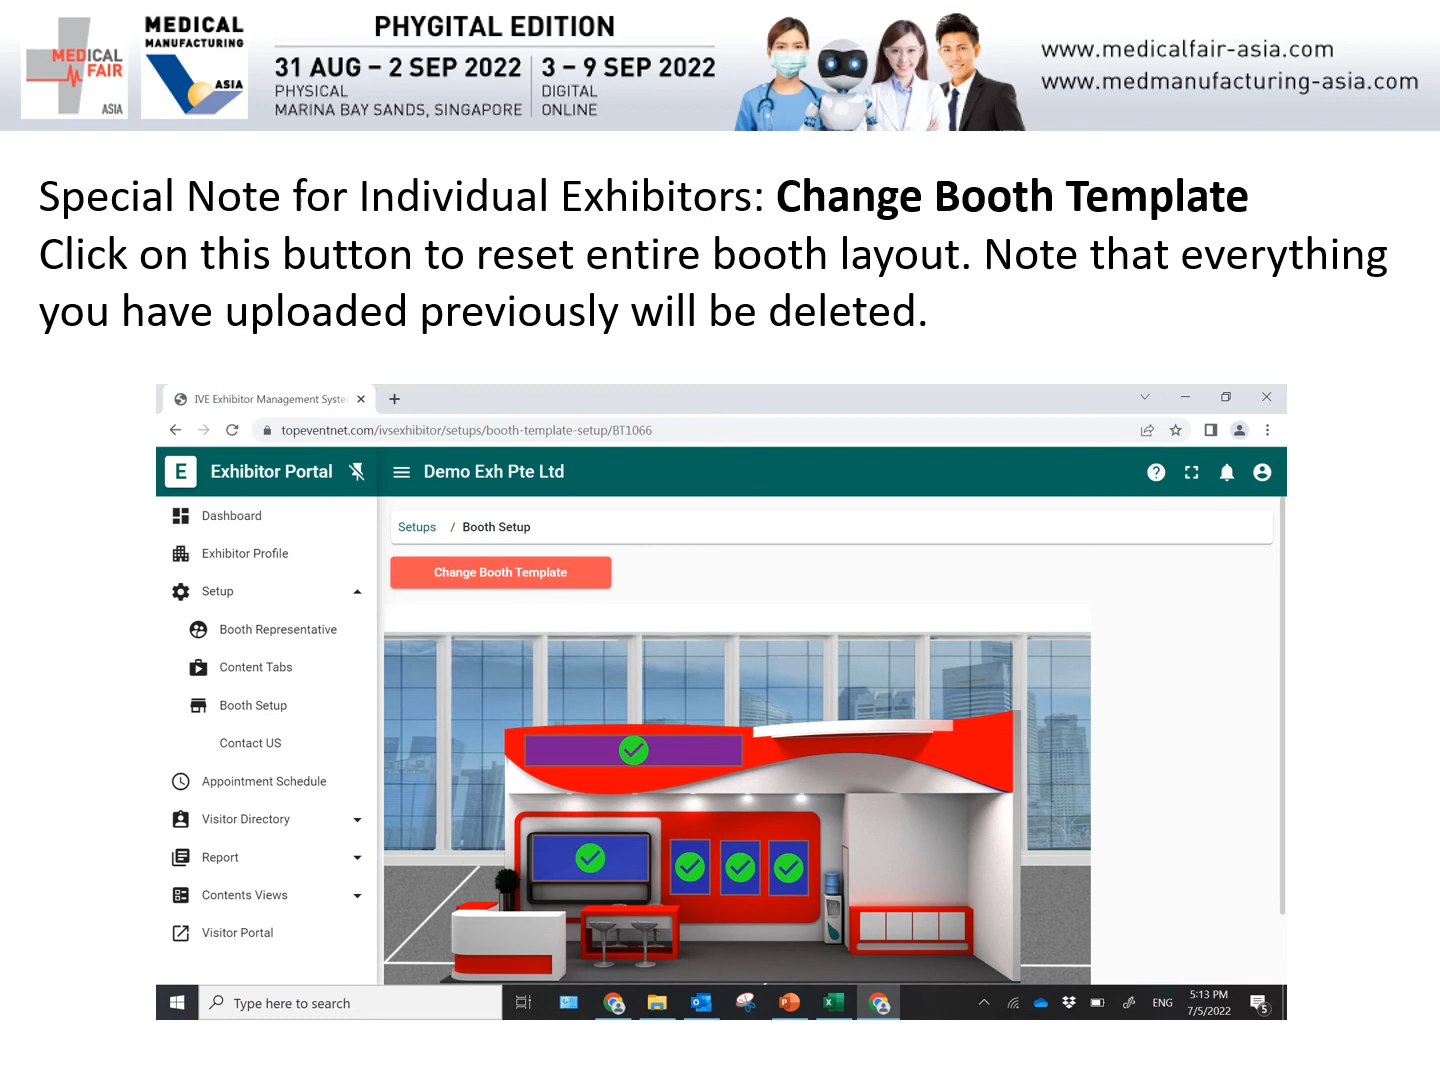 MEDICAL
FAIR
ASIA
MEDICAL
MANUFACTURING
ASIA
PHYGITAL EDITION
31 AUG – 2 SEP 2022
PHYSICAL
MARINA BAY SANDS, SINGAPORE
3 – 9 SEP 2022
DIGITAL
ONLINE
www.medicalfair-asia.com
www.medmanufacturing-asia.com
Special Note for Individual Exhibitors: Change Booth Template
Click on this button to reset entire booth layout. Note that everything
you have uploaded previously will be deleted.
IVE Exhibitor Management Syste
topeventnet.com/ivsexhibitor/setups/booth-template-setup/BT1066
E Exhibitor Portal
Demo Exh Pte Ltd
Dashboard
Exhibitor Profile
Setup
Booth Representative
Content Tabs
Booth Setup
Contact US
Appointment Schedule
Visitor Directory
Report
Contents Views
Visitor Portal
Setups / Booth Setup
Change Booth Template
Type here to search
ENG
5:13 PM
7/5/2022
5